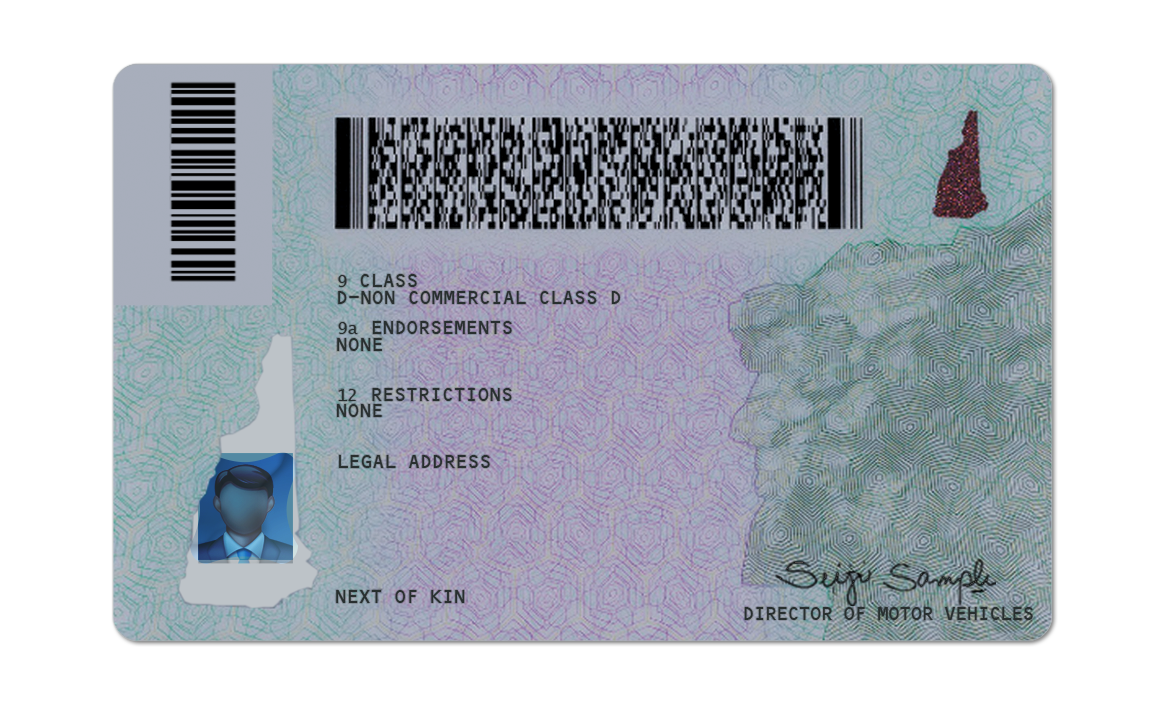 9 CLASS
D-NON COMMERCIAL CLASS D
9a ENDORSEMENTS
NONE
12 RESTRICTIONS
NONE
LEGAL ADDRESS
NEXT OF KIN
Sample
DIRECTOR OF MOTOR VEHICLES